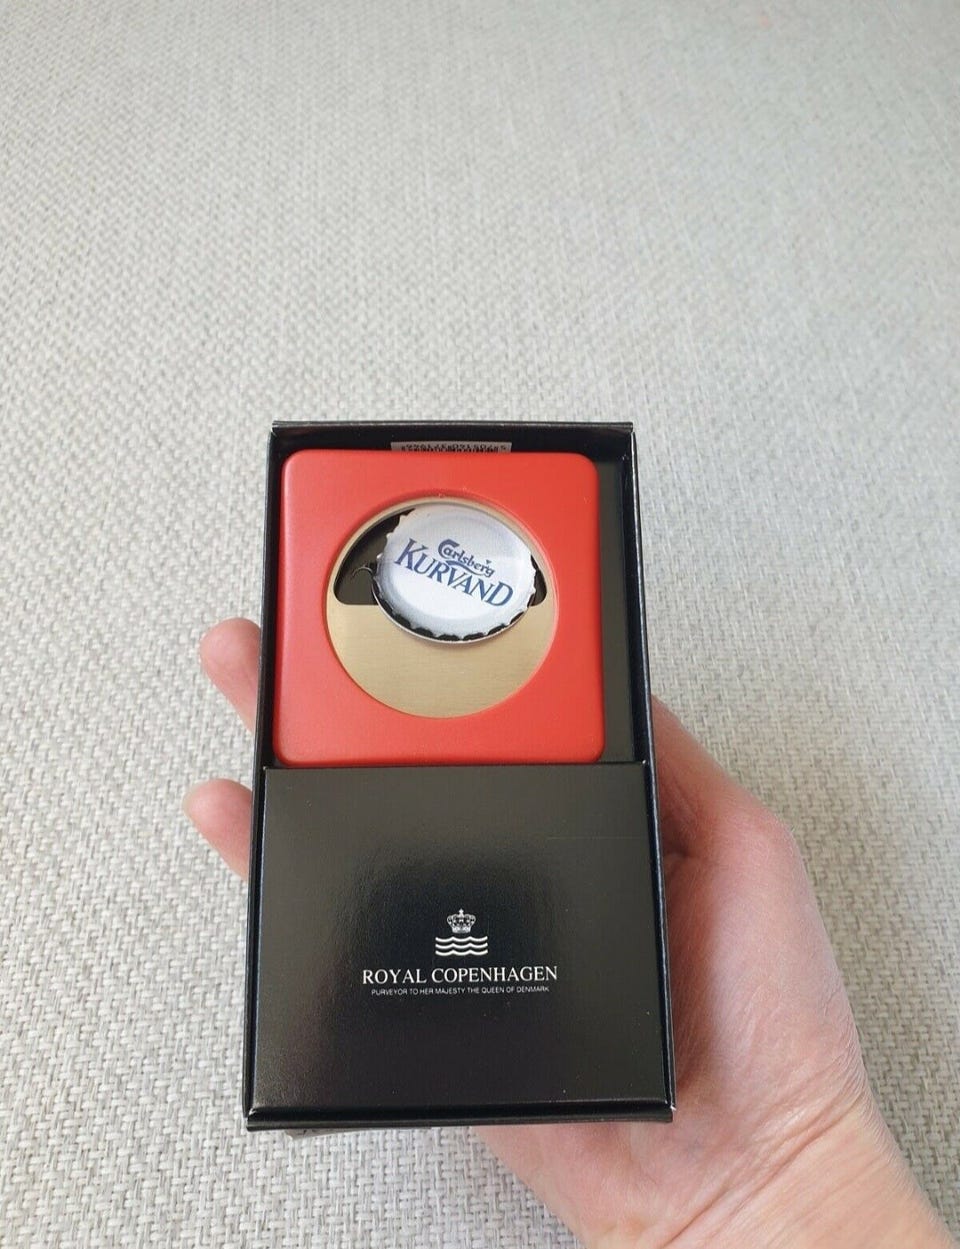 Carlsberg
KURVAND
ROYAL COPENHAGEN
PURVEYOR TO HER MAJESTY THE QUEEN OF DENMARK